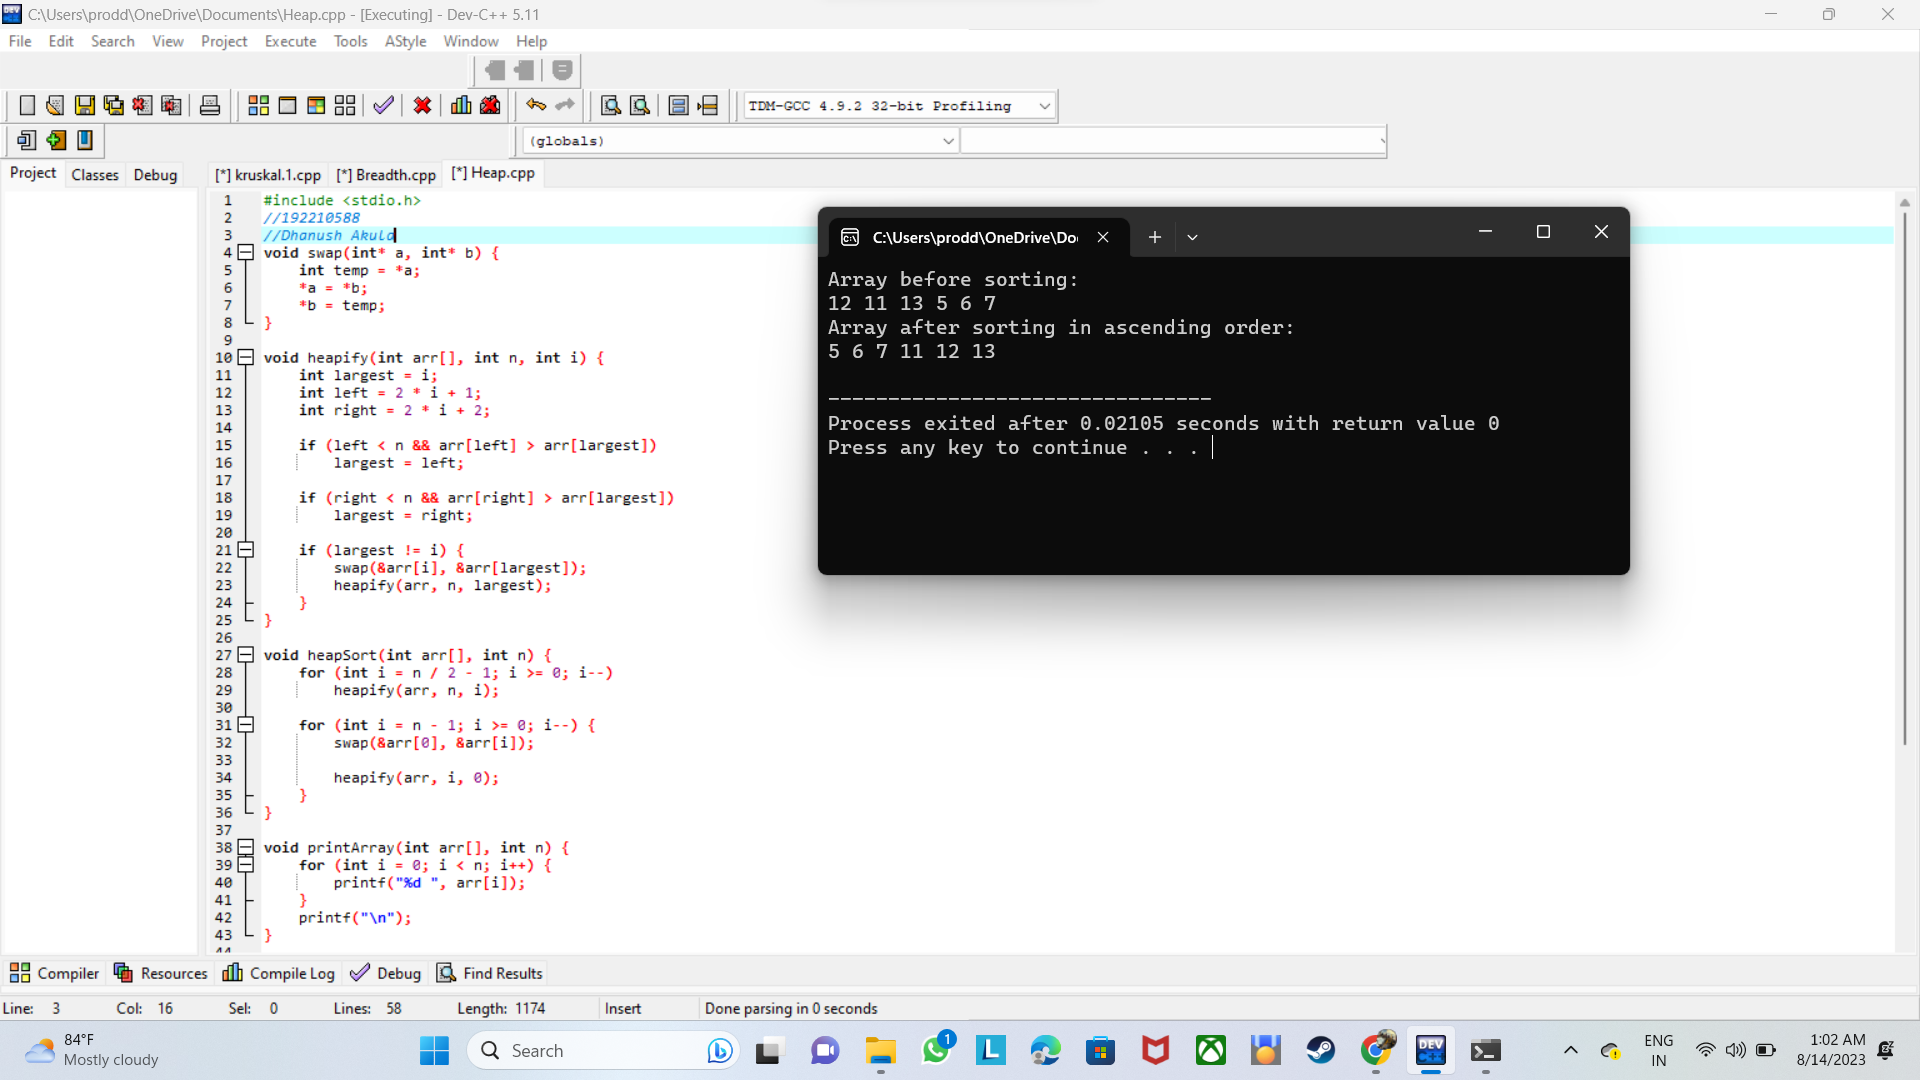 C:\Users\prodd\OneDrive\Documents\Heap.cpp - [Executing] - Dev-C++ 5.11
File Edit Search View Project Execute Tools AStyle Window Help
TDM-GCC 4.9.2 32-bit Profiling
(globals)
Project Classes Debug
[*] kruskal.1.cpp [*] Breadth.cpp [*] Heap.cpp
1 #include <stdio.h>
2 //192210588
3 //Dhanush Akula
4 void swap(int* a, int* b) {
5 int temp = *a;
6 *a = *b;
7 *b = temp;
8 }
9
10 void heapify(int arr[], int n, int i) {
11 int largest = i;
12 int left = 2 * i + 1;
13 int right = 2 * i + 2;
14
15 if (left < n && arr[left] > arr[largest])
16 largest = left;
17
18 if (right < n && arr[right] > arr[largest])
19 largest = right;
20
21 if (largest != i) {
22 swap(&arr[i], &arr[largest]);
23 heapify(arr, n, largest);
24 }
25 }
26
27 void heapSort(int arr[], int n) {
28 for (int i = n / 2 - 1; i >= 0; i--)
29 heapify(arr, n, i);
30
31 for (int i = n - 1; i >= 0; i--) {
32 swap(&arr[0], &arr[i]);
33
34 heapify(arr, i, 0);
35 }
36 }
37
38 void printArray(int arr[], int n) {
39 for (int i = 0; i < n; i++) {
40 printf("%d ", arr[i]);
41 }
42 printf("\n");
43 }
44
C:\Users\prodd\OneDrive\Do
Array before sorting:
12 11 13 5 6 7
Array after sorting in ascending order:
5 6 7 11 12 13
--------------------------------
Process exited after 0.02105 seconds with return value 0
Press any key to continue . . .
Compiler Resources Compile Log Debug Find Results
Line: 3 Col: 16 Sel: 0 Lines: 58 Length: 1174 Insert Done parsing in 0 seconds
84°F
Mostly cloudy
Search
1
L
DEV
C++
ENG
IN
1:02 AM
8/14/2023